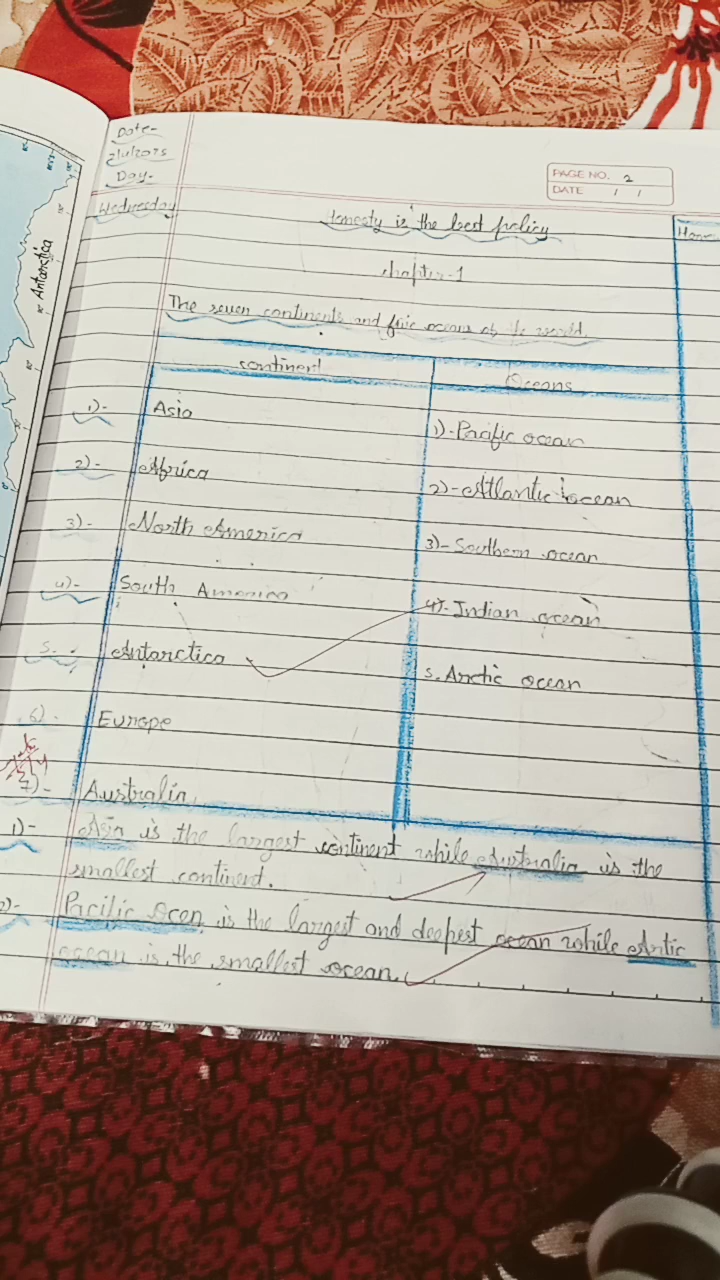 Date-
Day-
Wednesday
PAGE NO. 2
DATE / /
Honesty is the best policy
chapter-1
The seven continents and five oceans of the world.
continent
Oceans
1)- Asia
1)-Pacific ocean
2)- Africa
2)-Atlantic ocean
3)- North America
3)-Southern ocean
4)- South America
4)-Indian ocean
5. Antarctica
5. Arctic ocean
6)- Europe
7)- Australia
1)- Asia is the largest continent while Australia is the
smallest continent.
2)- Pacific Ocen is the largest and deepest ocean while Artic
ocean is the smallest ocean.
Antarctica